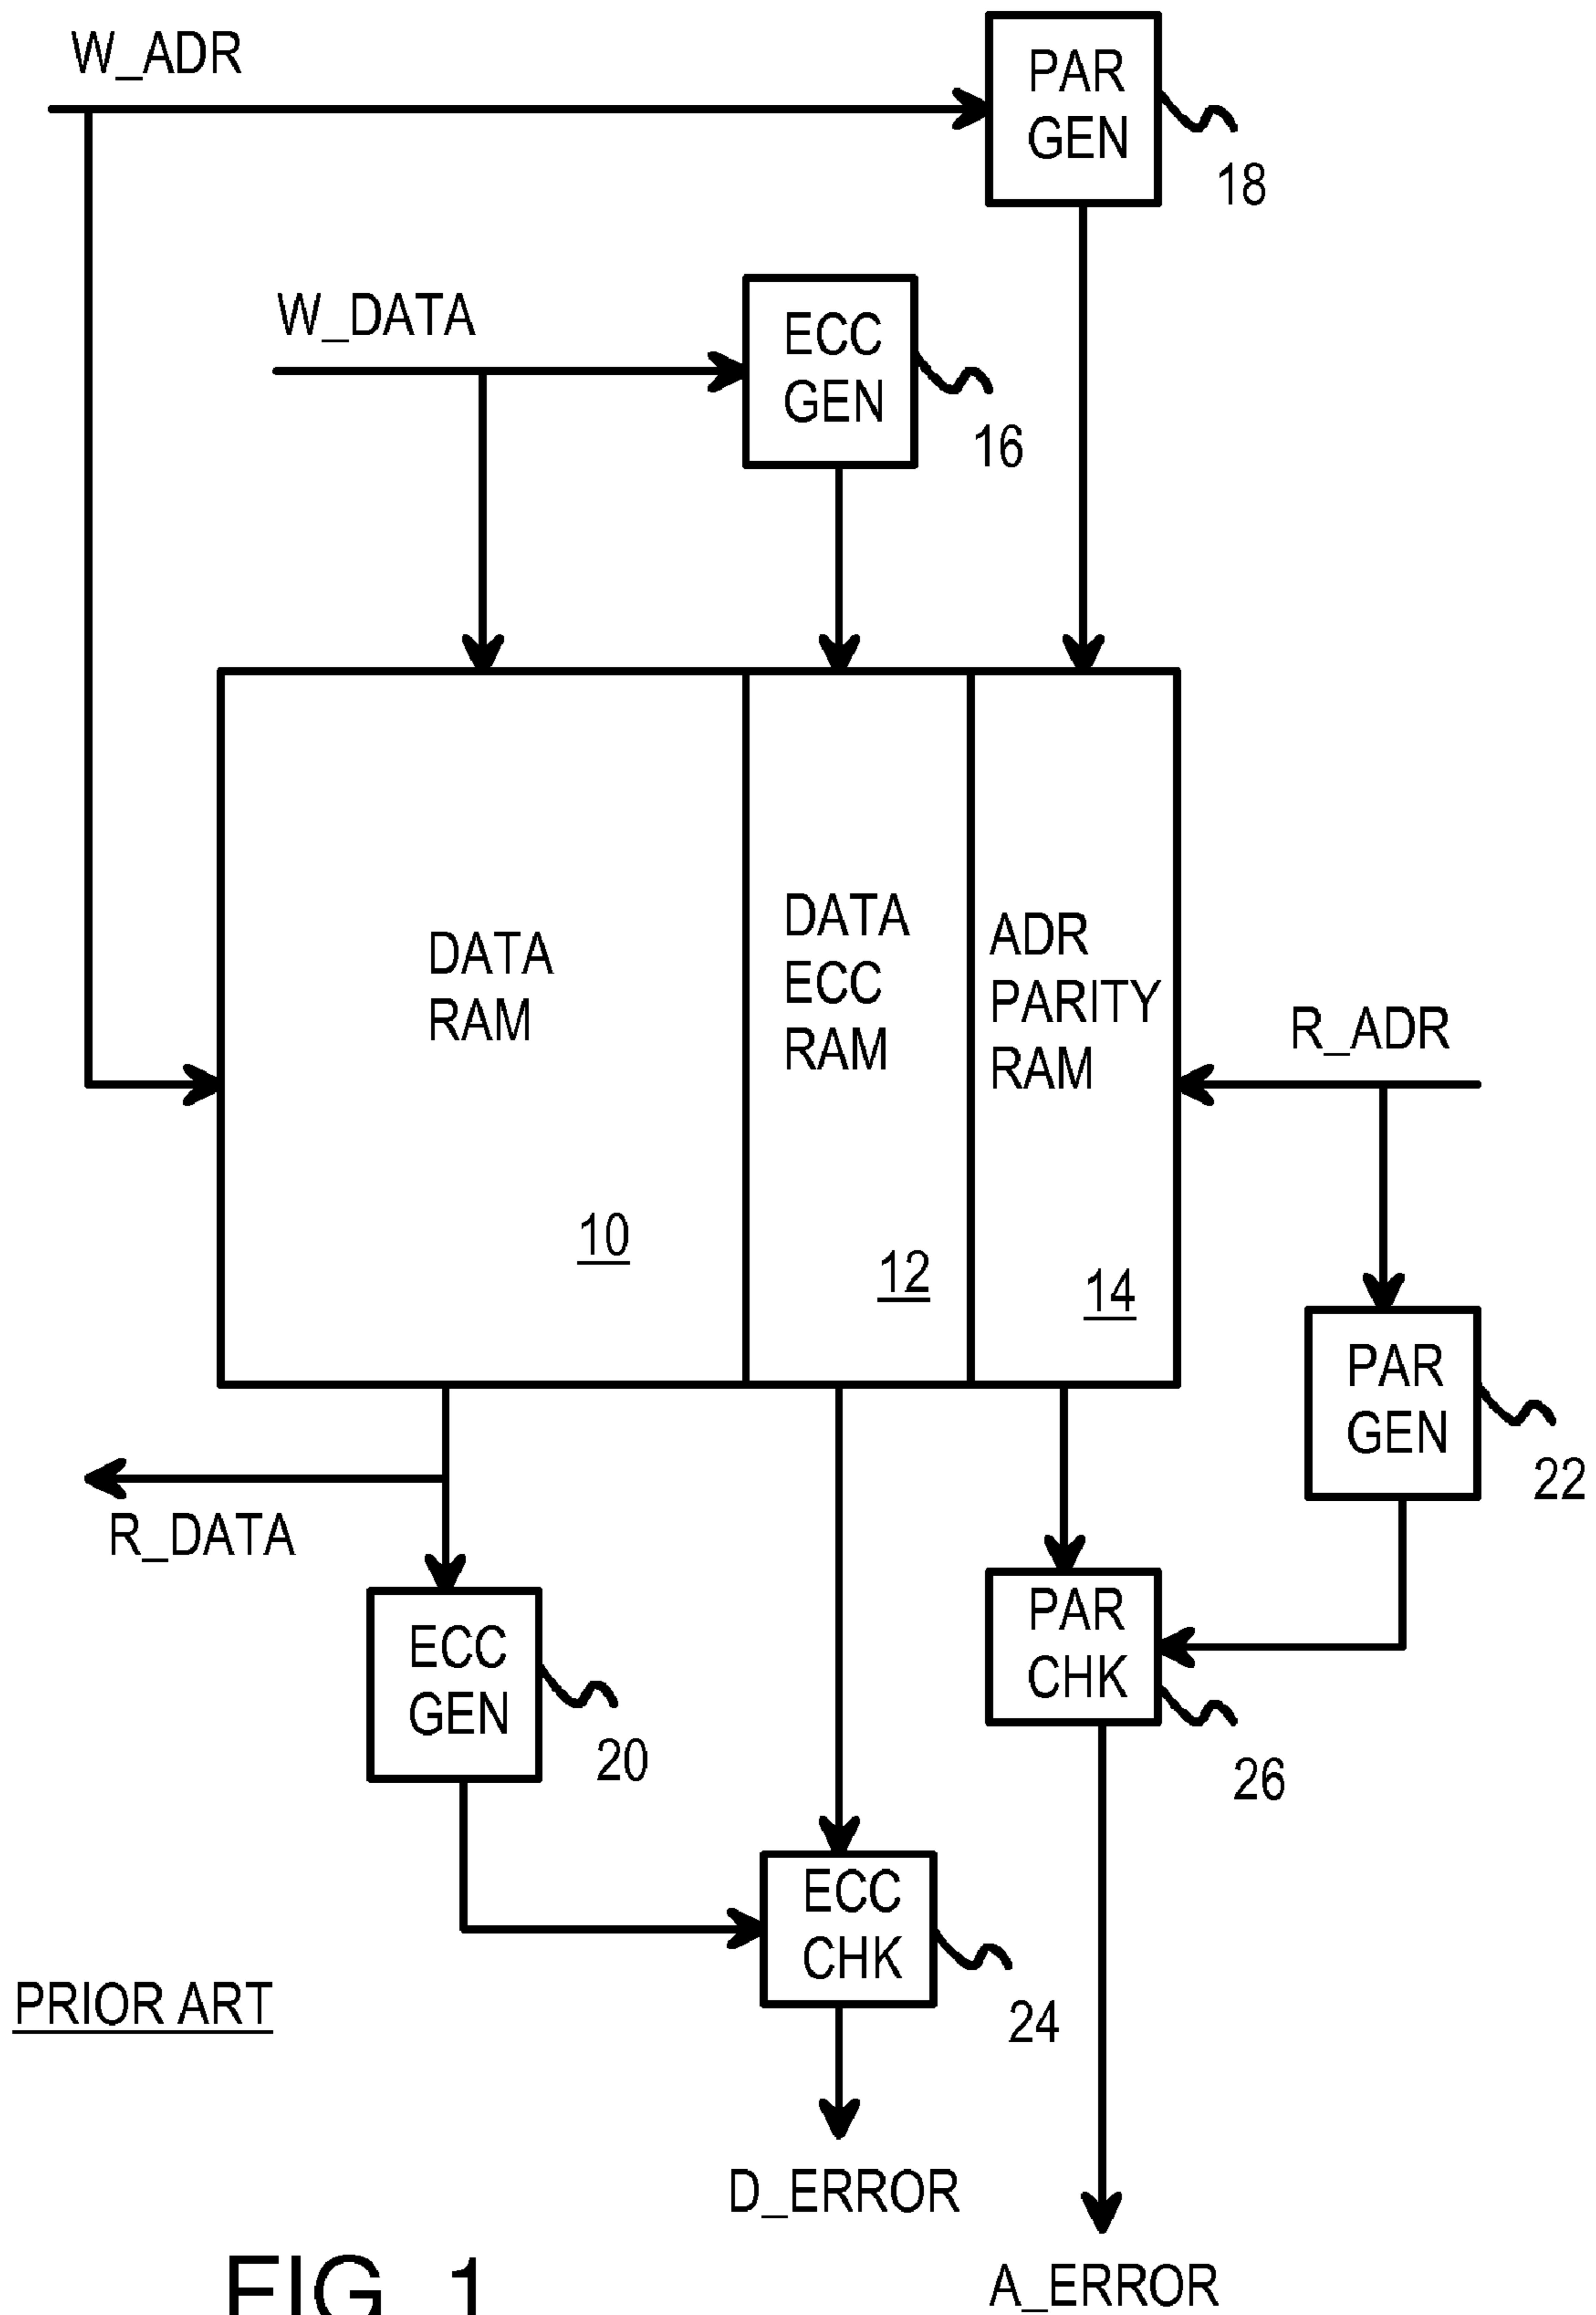 W_ADR
PAR
GEN
18
W_DATA
ECC
GEN
16
DATA
RAM
10
DATA
ECC
RAM
12
ADR
PARITY
RAM
14
R_ADR
PAR
GEN
22
R_DATA
ECC
GEN
20
PAR
CHK
26
ECC
CHK
24
PRIOR ART
D_ERROR
A_ERROR
FIG. 1